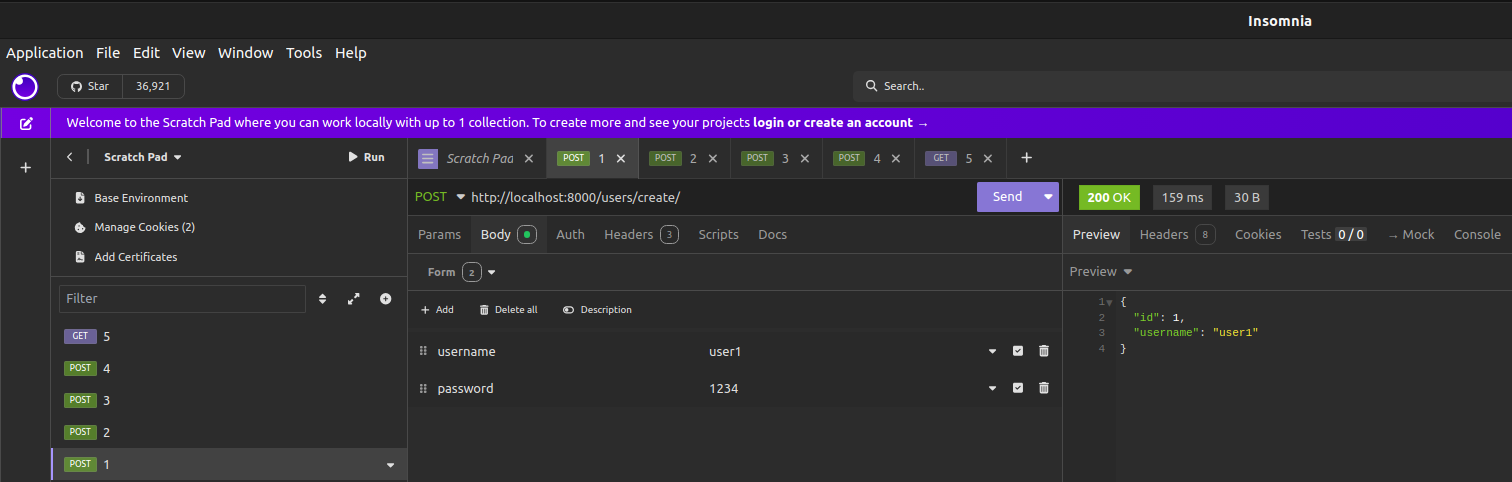 Insomnia
Application File Edit View Window Tools Help
Star 36,921
Search..
Welcome to the Scratch Pad where you can work locally with up to 1 collection. To create more and see your projects login or create an account →
Scratch Pad
Run
Base Environment
Manage Cookies (2)
Add Certificates
Filter
GET 5
POST 4
POST 3
POST 2
POST 1
Scratch Pad
POST 1
POST 2
POST 3
POST 4
GET 5
POST http://localhost:8000/users/create/
Send
Params Body Auth Headers 3 Scripts Docs
Form 2
Add Delete all Description
username user1
password 1234
200 OK 159 ms 30 B
Preview Headers 8 Cookies Tests 0 / 0 → Mock Console
Preview
1 {
2 "id": 1,
3 "username": "user1"
4 }